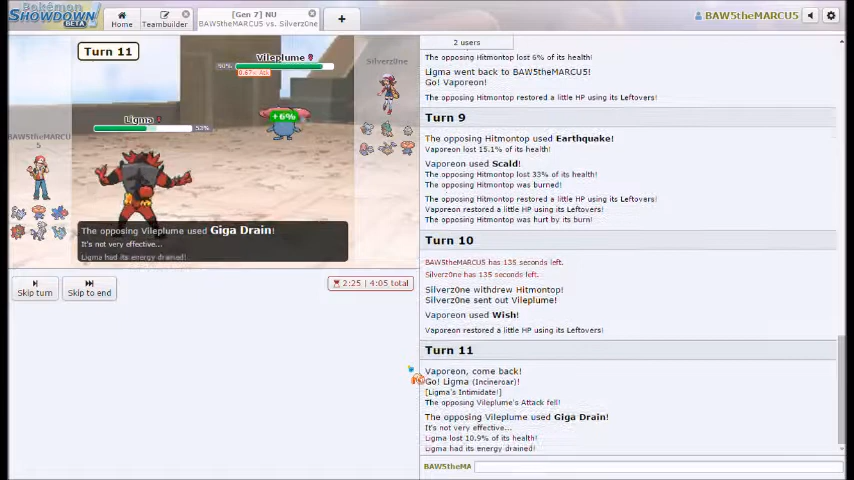 Pokémon
SHOWDOWN!
BETA
Home
Teambuilder
[Gen 7] NU
BAW5theMARCU5 vs. Silverz0ne
+
BAW5theMARCU5
Turn 11
Vileplume
0.67x Atk
Silverz0ne
Ligma
53%
+6%
BAW5theMARCU
5
The opposing Vileplume used Giga Drain!
It's not very effective...
Ligma had its energy drained!
Skip turn
Skip to end
2:25 | 4:05 total
2 users
The opposing Hitmontop lost 6% of its health!
Ligma went back to BAW5theMARCU5!
Go! Vaporeon!
The opposing Hitmontop restored a little HP using its Leftovers!
Turn 9
The opposing Hitmontop used Earthquake!
Vaporeon lost 15.1% of its health!
Vaporeon used Scald!
The opposing Hitmontop lost 33% of its health!
The opposing Hitmontop was burned!
The opposing Hitmontop restored a little HP using its Leftovers!
Vaporeon restored a little HP using its Leftovers!
The opposing Hitmontop was hurt by its burn!
Turn 10
BAW5theMARCU5 has 135 seconds left.
Silverz0ne has 135 seconds left.
Silverz0ne withdrew Hitmontop!
Silverz0ne sent out Vileplume!
Vaporeon used Wish!
Vaporeon restored a little HP using its Leftovers!
Turn 11
Vaporeon, come back!
Go! Ligma (Incineroar)!
[Ligma's Intimidate!]
The opposing Vileplume's Attack fell!
The opposing Vileplume used Giga Drain!
It's not very effective...
Ligma lost 10.9% of its health!
Ligma had its energy drained!
BAW5theMA